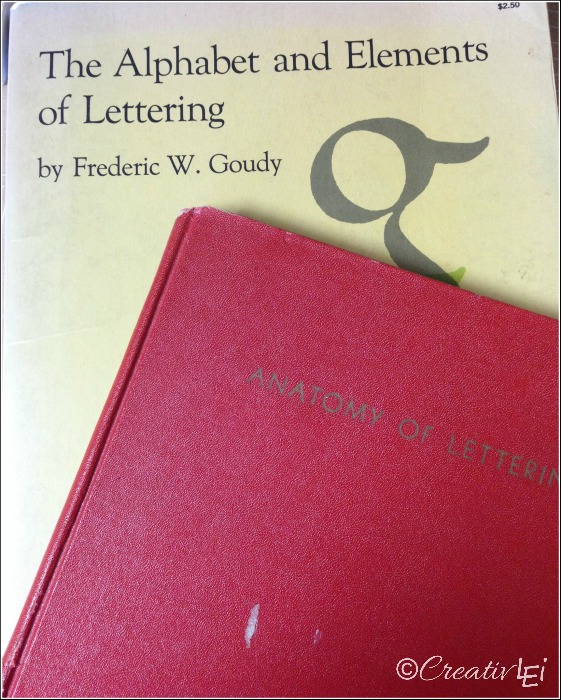 $2.50
The Alphabet and Elements
of Lettering
by Frederic W. Goudy
g
ANATOMY OF LETTERIN
©CreativLEi